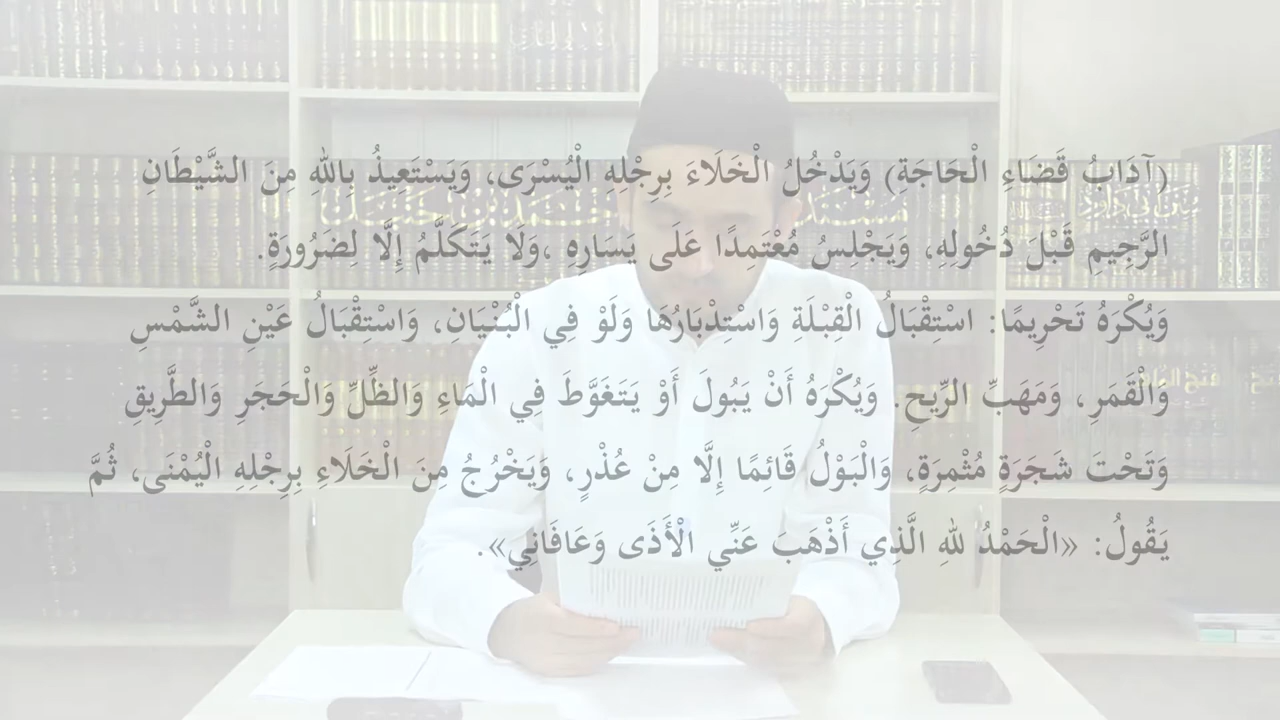 (آدَابُ قَضَاءِ الْحَاجَةِ) وَيَدْخُلُ الْخَلَاءَ بِرِجْلِهِ الْيُسْرَى، وَيَسْتَعِيذُ بِاللهِ مِنَ الشَّيْطَانِ
الرَّجِيمِ قَبْلَ دُخُولِهِ، وَيَجْلِسُ مُعْتَمِدًا عَلَى يَسَارِهِ ،وَلَا يَتَكَلَّمُ إِلَّا لِضَرُورَةٍ.
وَيُكْرَهُ تَحْرِيمًا: اسْتِقْبَالُ الْقِبْلَةِ وَاسْتِدْبَارُهَا وَلَوْ فِي الْبُنْيَانِ، وَاسْتِقْبَالُ عَيْنِ الشَّمْسِ
وَالْقَمَرِ، وَمَهَبِّ الرِّيحِ. وَيُكْرَهُ أَنْ يَبُولَ أَوْ يَتَغَوَّطَ فِي الْمَاءِ وَالظِّلِّ وَالْحَجَرِ وَالطَّرِيقِ
وَتَحْتَ شَجَرَةٍ مُثْمِرَةٍ، وَالْبَوْلُ قَائِمًا إِلَّا مِنْ عُذْرٍ، وَيَخْرُجُ مِنَ الْخَلَاءِ بِرِجْلِهِ الْيُمْنَى، ثُمَّ
يَقُولُ: «الْحَمْدُ لِلهِ الَّذِي أَذْهَبَ عَنِّي الْأَذَى وَعَافَانِي».